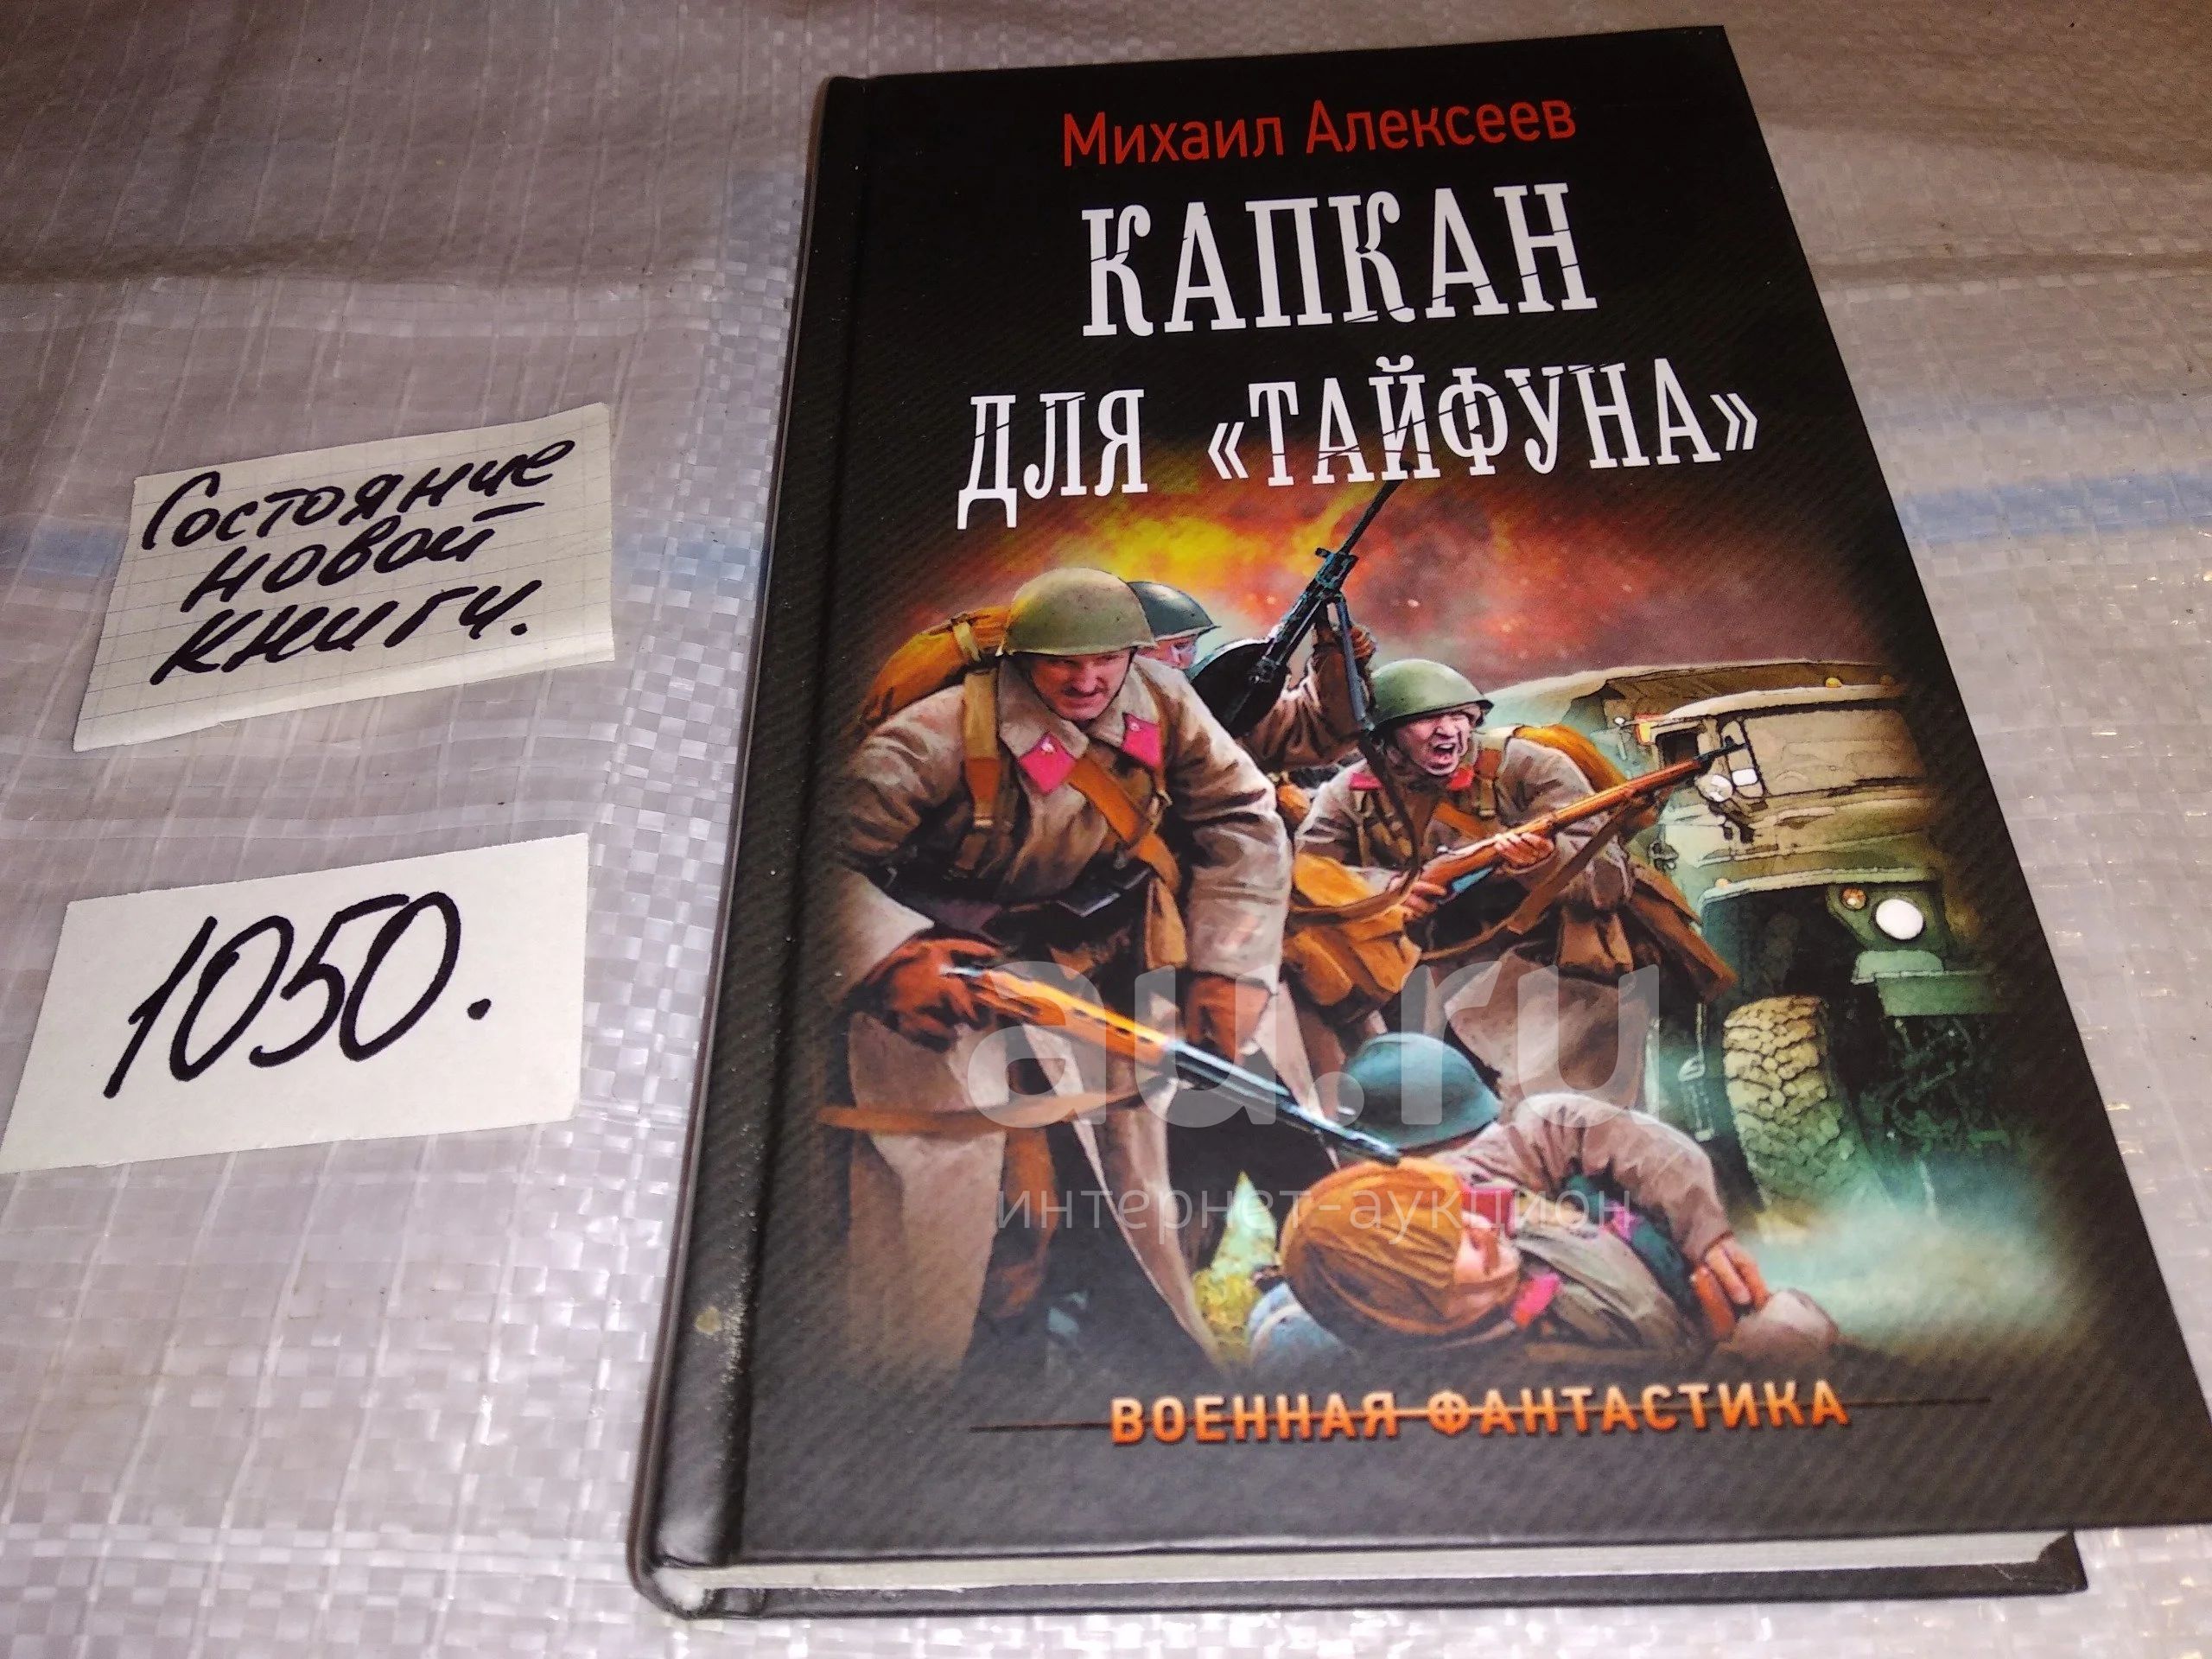 Михаил Алексеев
КАПКАН
ДЛЯ «ТАЙФУНА»
Состояние
новой
книги.
1050.
au.ru
интернет-аукцион
ВОЕННАЯ ФАНТАСТИКА